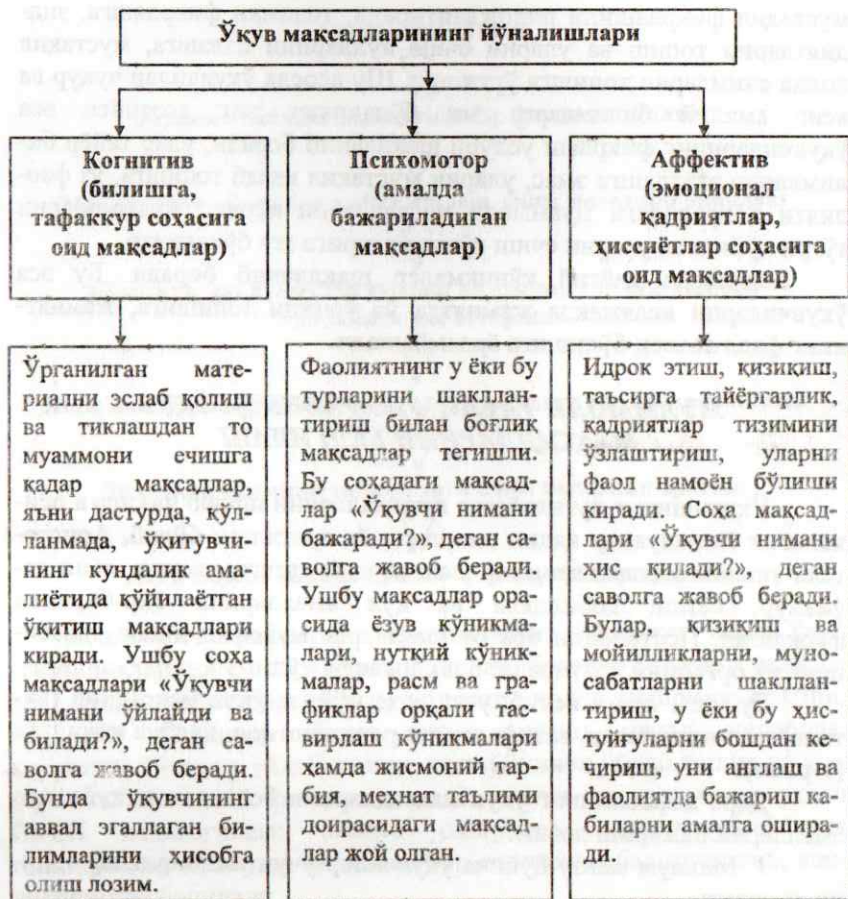 Ўқув мақсадларининг йўналишлари
Когнитив
(билишга,
тафаккур соҳасига
оид мақсадлар)
Психомотор
(амалда
бажариладиган
мақсадлар)
Аффектив
(эмоционал
қадриятлар,
ҳиссиётлар соҳасига
оид мақсадлар)
Ўрганилган мате-
риални эслаб қолиш
ва тиклашдан то
муаммони ечишга
қадар мақсадлар,
яъни дастурда, қўл-
ланмада, ўқитувчи-
нинг кундалик ама-
лиётида қўйилаётган
ўқитиш мақсадлари
киради. Ушбу соҳа
мақсадлари «Ўқувчи
нимани ўйлайди ва
билади?», деган са-
волга жавоб беради.
Бунда ўқувчининг
аввал эгаллаган би-
лимларини ҳисобга
олиш лозим.
Фаолиятнинг у ёки бу
турларини шакллан-
тириш билан боғлиқ
мақсадлар тегишли.
Бу соҳадаги мақсад-
лар «Ўқувчи нимани
бажаради?», деган са-
волга жавоб беради.
Ушбу мақсадлар ора-
сида ёзув кўникма-
лари, нутқий кўник-
малар, расм ва гра-
фиклар орқали тас-
вирлаш кўникмалари
ҳамда жисмоний тар-
бия, меҳнат таълими
доирасидаги мақсад-
лар жой олган.
Идрок этиш, қизиқиш,
таъсирга тайёргарлик,
қадриятлар тизимини
ўзлаштириш, уларни
фаол намоён бўлиши
киради. Соҳа мақсад-
лари «Ўқувчи нимани
ҳис қилади?», деган
саволга жавоб беради.
Булар, қизиқиш ва
мойилликларни, муно-
сабатларни шакллан-
тириш, у ёки бу ҳис-
туйғуларни бошдан ке-
чириш, уни англаш ва
фаолиятда бажариш ка-
биларни амалга ошира-
ди.